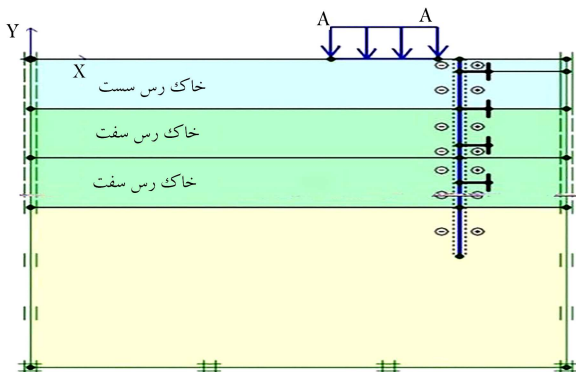 A A
Y
X
خاک رس سست
خاک رس سفت
خاک رس سفت